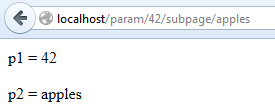 localhost/param/42/subpage/apples
p1 = 42
p2 = apples